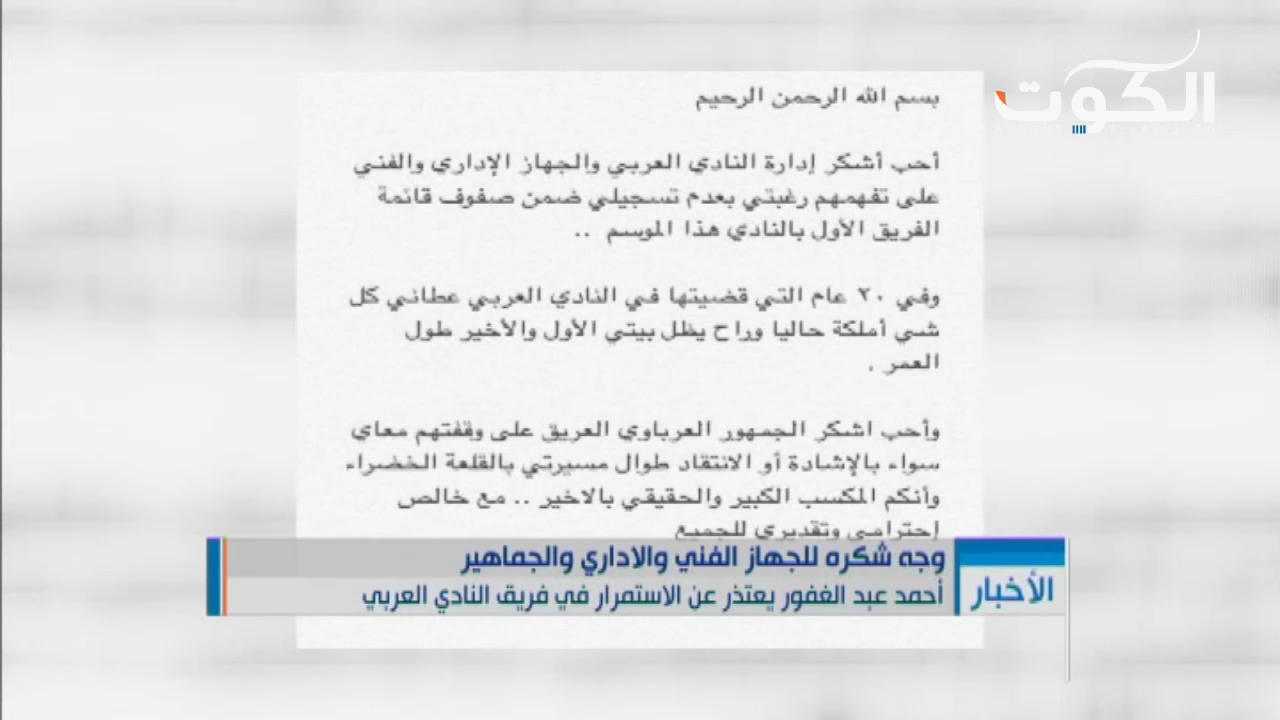 الكوت
بسم الله الرحمن الرحيم
أحب أشكر إدارة النادي العربي والجهاز الإداري والفني
على تفهمهم رغبتي بعدم تسجيلي ضمن صفوف قائمة
الفريق الأول بالنادي هذا الموسم ..
وفي ٢٠ عام التي قضيتها في النادي العربي عطاني كل
شي أملكة حاليا وراح يظل بيتي الأول والأخير طول
العمر .
وأحب اشكر الجمهور العرباوي العريق على وقفتهم معاي
سواء بالإشادة أو الانتقاد طوال مسيرتي بالقلعة الخضراء
وأنكم المكسب الكبير والحقيقي بالاخير .. مع خالص
إحترامي وتقديري للجميع
وجه شكره للجهاز الفني والاداري والجماهير
الأخبار
أحمد عبد الغفور يعتذر عن الاستمرار في فريق النادي العربي